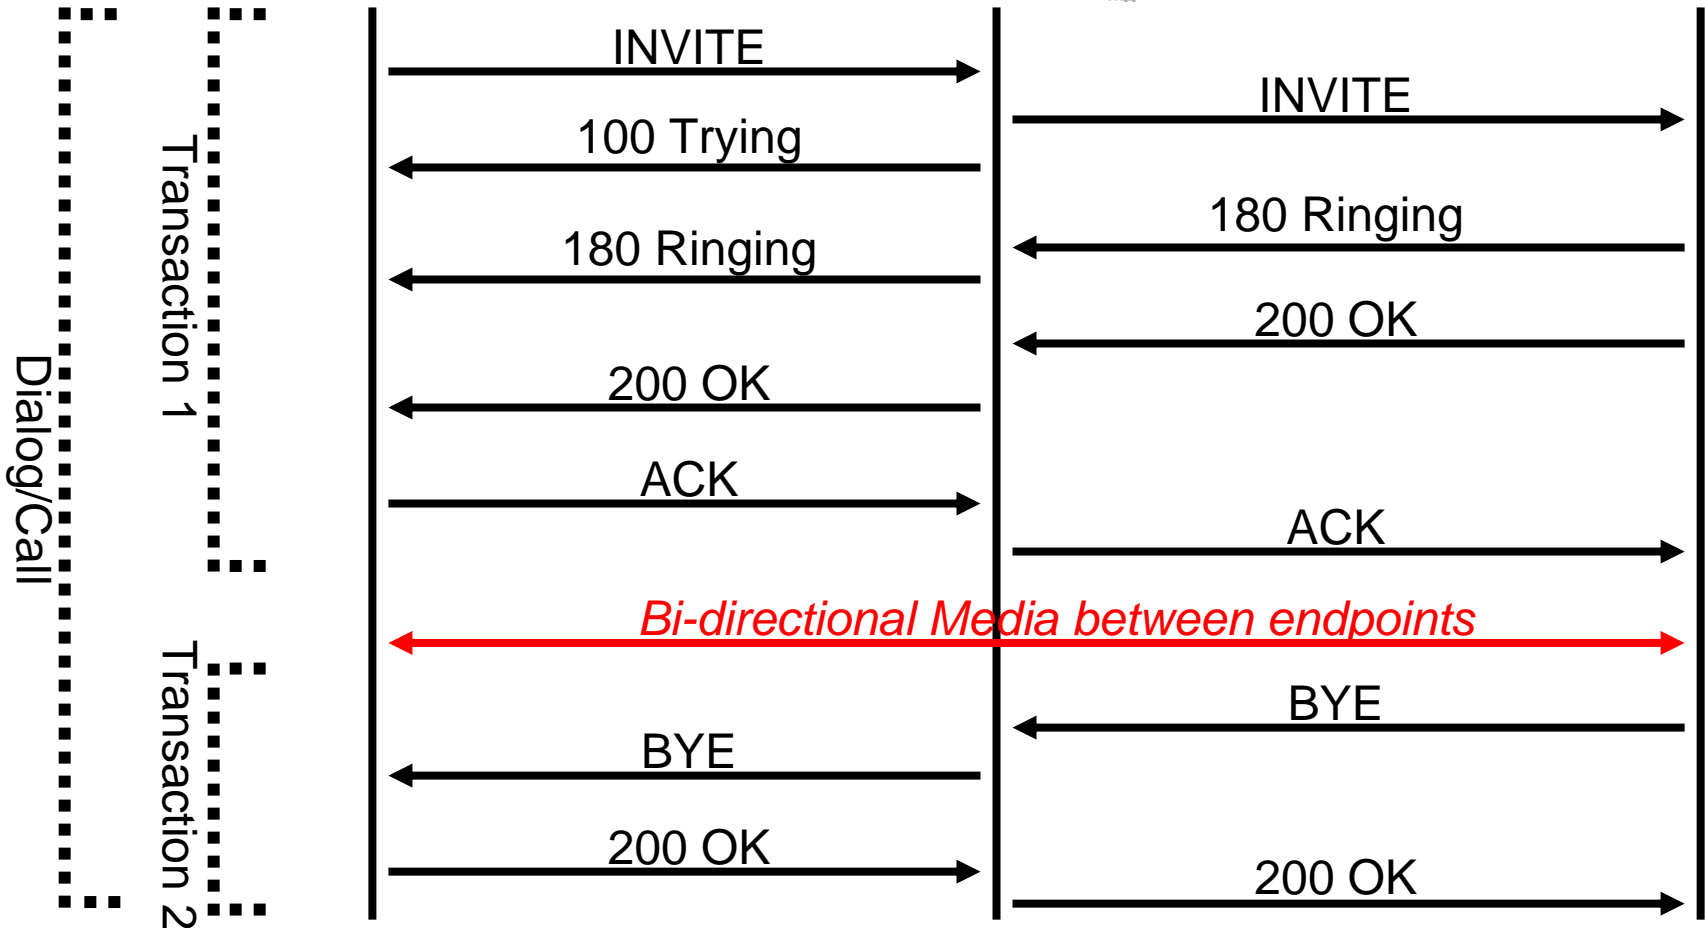 INVITE
INVITE
100 Trying
180 Ringing
180 Ringing
200 OK
200 OK
ACK
ACK
Bi-directional Media between endpoints
BYE
BYE
200 OK
200 OK
Transaction 1
Transaction 2
Dialog/Call